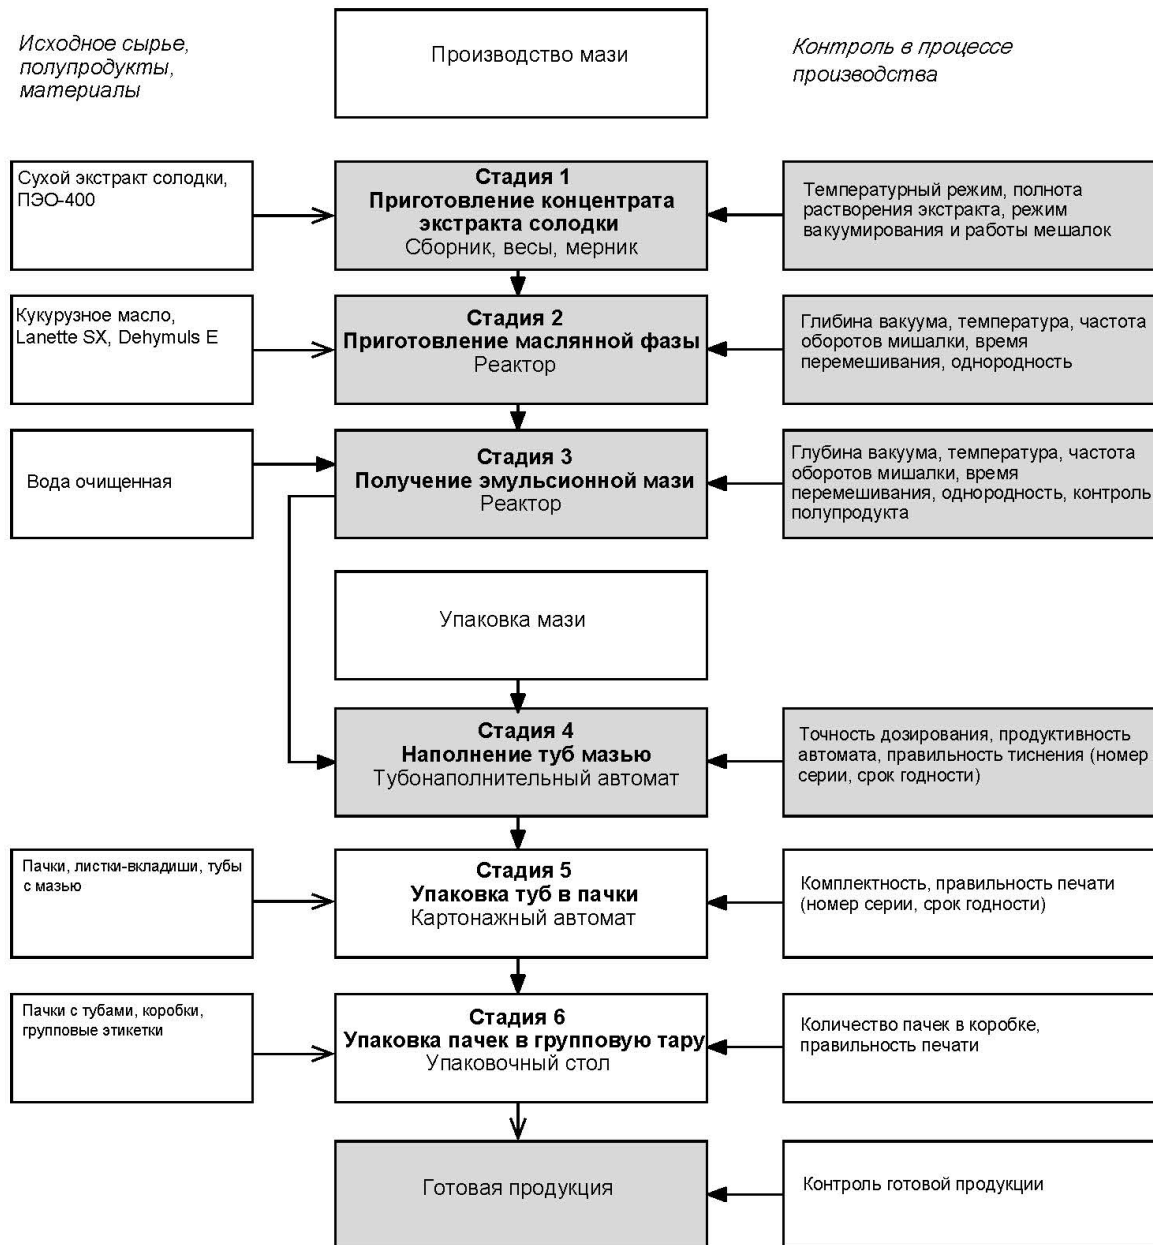 Исходное сырье,
полупродукты,
материалы
Производство мази
Контроль в процессе
производства
Сухой экстракт солодки,
ПЭО-400
Стадия 1
Приготовление концентрата
экстракта солодки
Сборник, весы, мерник
Температурный режим, полнота
растворения экстракта, режим
вакуумирования и работы мешалок
Кукурузное масло,
Lanette SX, Dehymuls E
Стадия 2
Приготовление маслянной фазы
Реактор
Глибина вакуума, температура, частота
оборотов мишалки, время
перемешивания, однородность
Вода очищенная
Стадия 3
Получение эмульсионной мази
Реактор
Глубина вакуума, температура, частота
оборотов мишалки, время
перемешивания, однородность, контроль
полупродукта
Упаковка мази
Стадия 4
Наполнение туб мазью
Тубонаполнительный автомат
Точность дозирования, продуктивность
автомата, правильность тиснения (номер
серии, срок годности)
Пачки, листки-вкладиши, тубы
с мазью
Стадия 5
Упаковка туб в пачки
Картонажный автомат
Комплектность, правильность печати
(номер серии, срок годности)
Пачки с тубами, коробки,
групповые этикетки
Стадия 6
Упаковка пачек в групповую тару
Упаковочный стол
Количество пачек в коробке,
правильность печати
Готовая продукция
Контроль готовой продукции